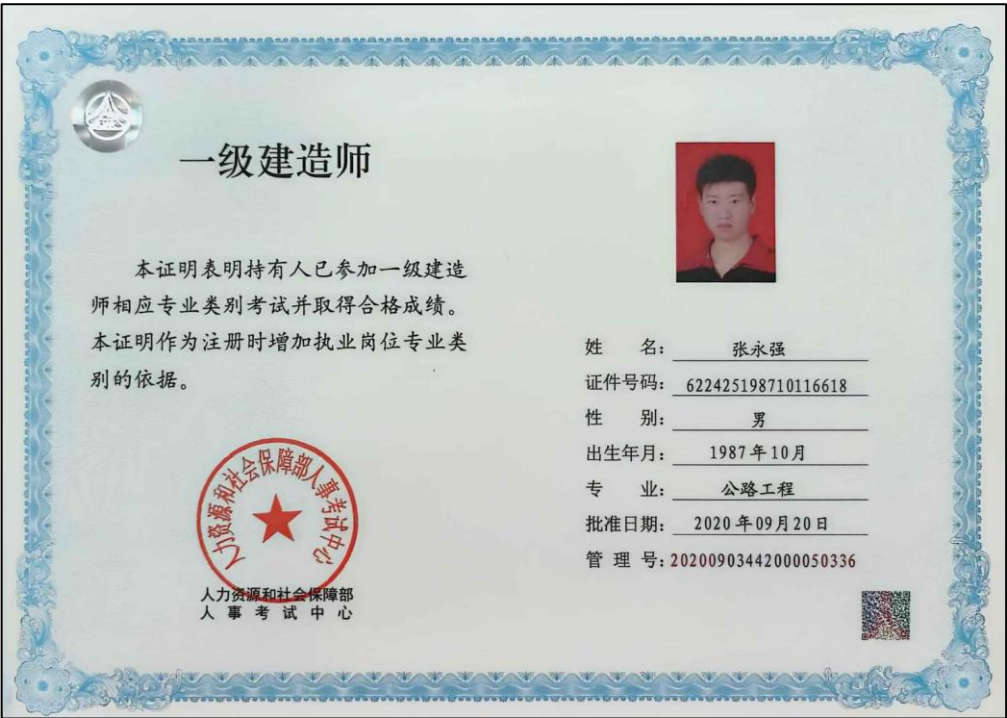 一级建造师
本证明表明持有人已参加一级建造
师相应专业类别考试并取得合格成绩。
本证明作为注册时增加执业岗位专业类
别的依据。
人力资源和社会保障部人事考试中心
人力资源和社会保障部
人事考试中心
姓 名: 张永强
证件号码: 622425198710116618
性 别: 男
出生年月: 1987年10月
专 业: 公路工程
批准日期: 2020年09月20日
管 理 号: 20200903442000050336